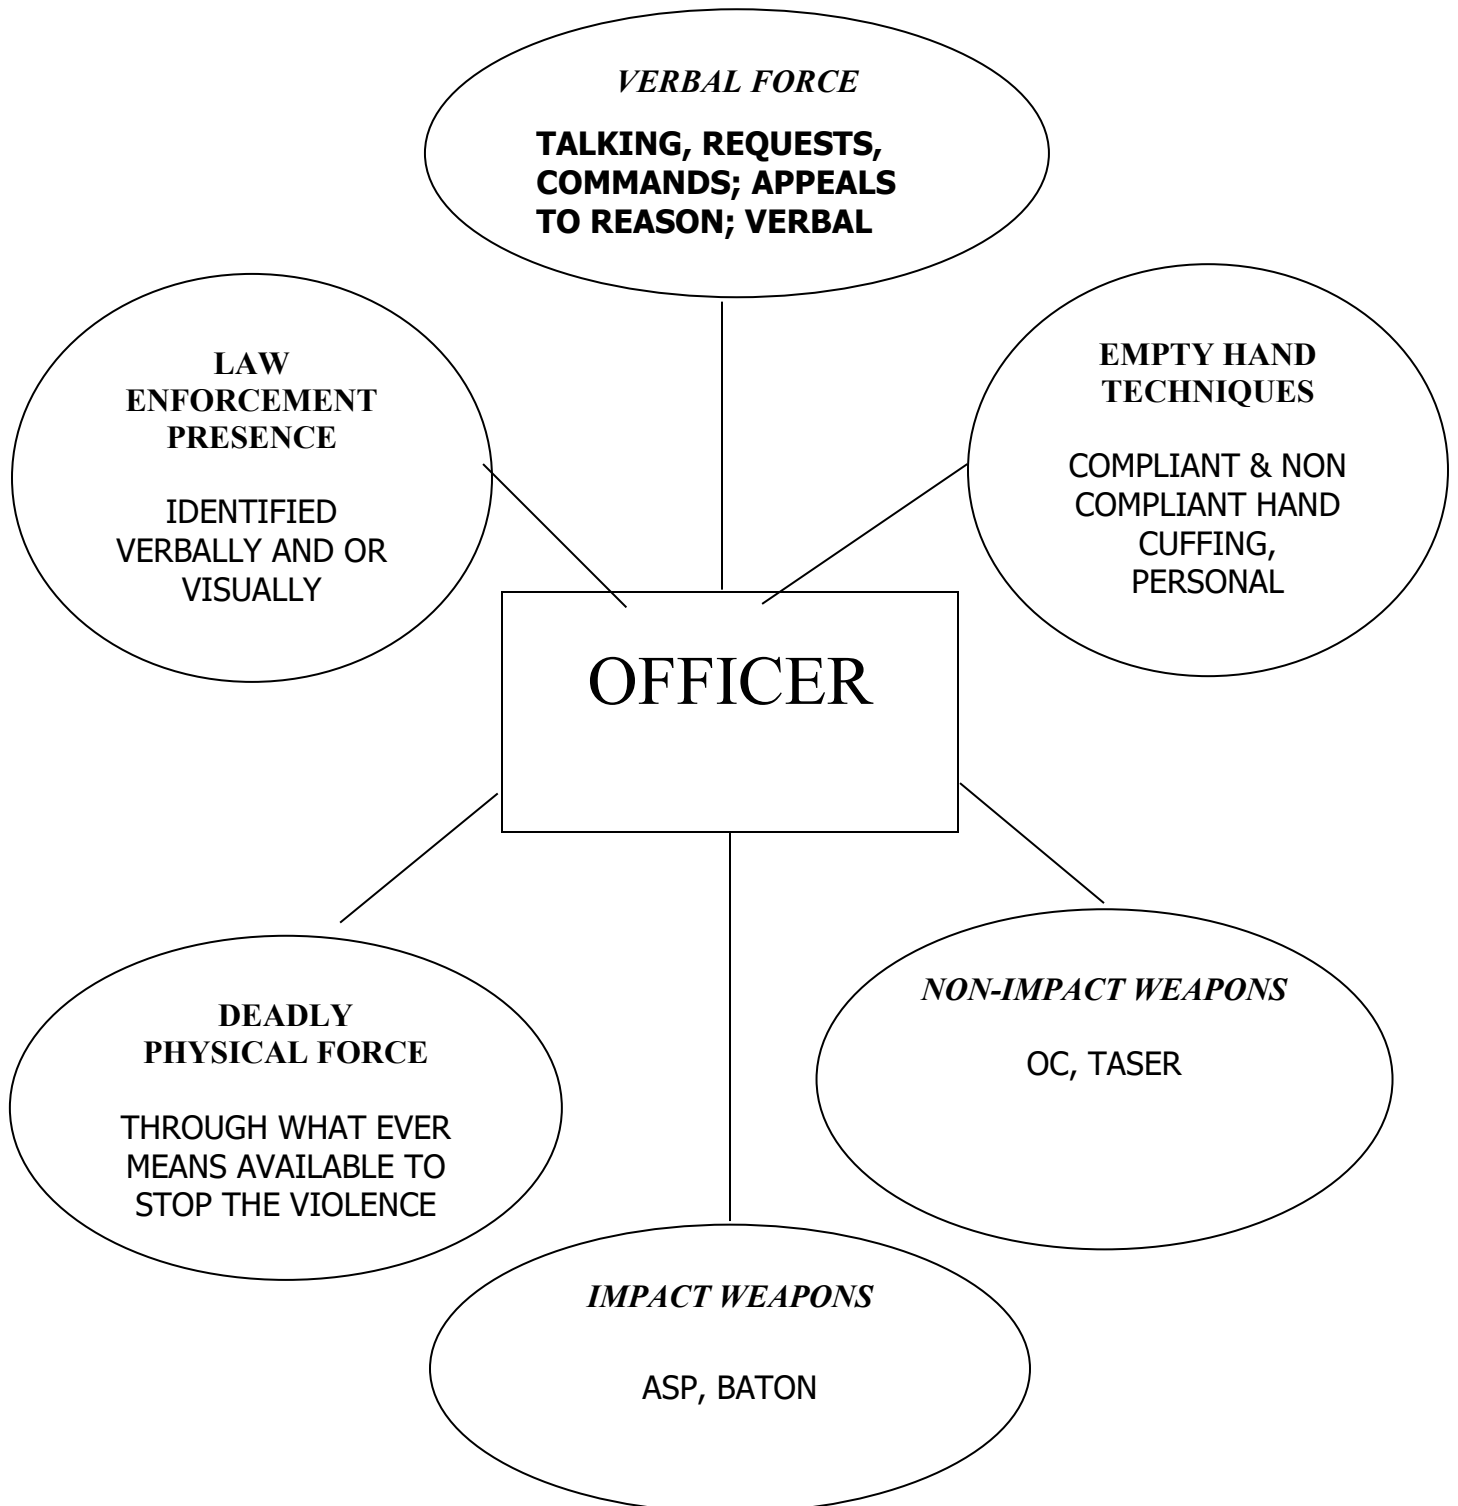 VERBAL FORCE
TALKING, REQUESTS,
COMMANDS; APPEALS
TO REASON; VERBAL
LAW
ENFORCEMENT
PRESENCE
IDENTIFIED
VERBALLY AND OR
VISUALLY
EMPTY HAND
TECHNIQUES
COMPLIANT & NON
COMPLIANT HAND
CUFFING,
PERSONAL
OFFICER
DEADLY
PHYSICAL FORCE
THROUGH WHAT EVER
MEANS AVAILABLE TO
STOP THE VIOLENCE
NON-IMPACT WEAPONS
OC, TASER
IMPACT WEAPONS
ASP, BATON